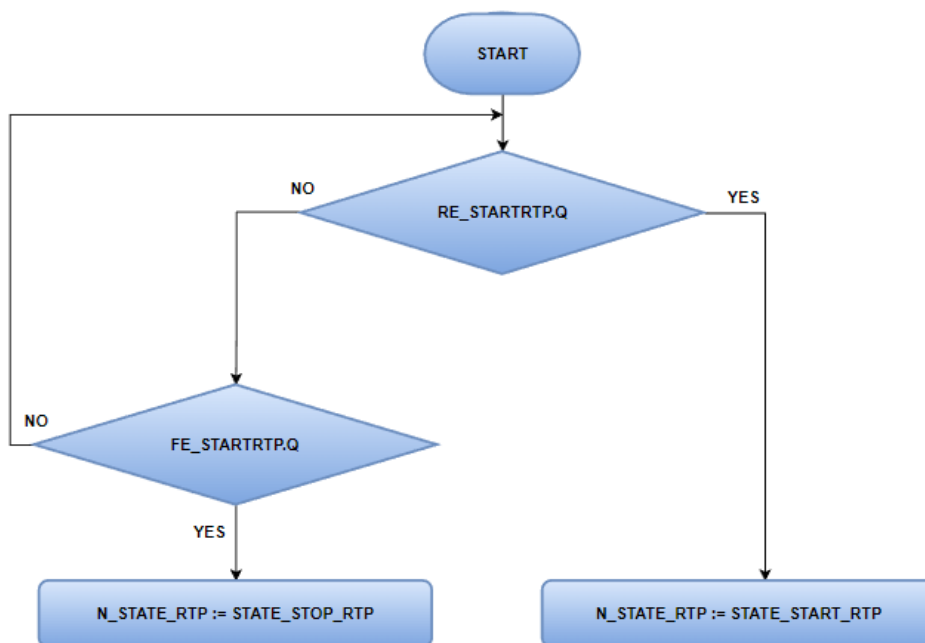 START
NO
YES
RE_STARTRTP.Q
NO
FE_STARTRTP.Q
YES
N_STATE_RTP := STATE_STOP_RTP
N_STATE_RTP := STATE_START_RTP